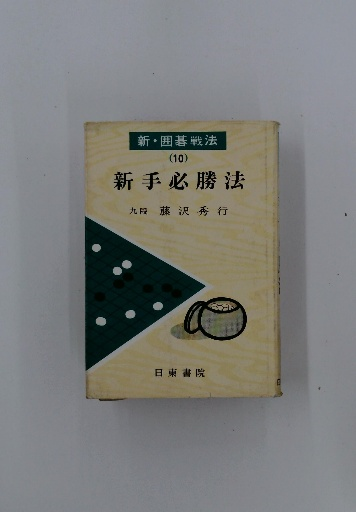 新・囲碁戦法
(10)
新手必勝法
九段 藤沢秀行
日東書院